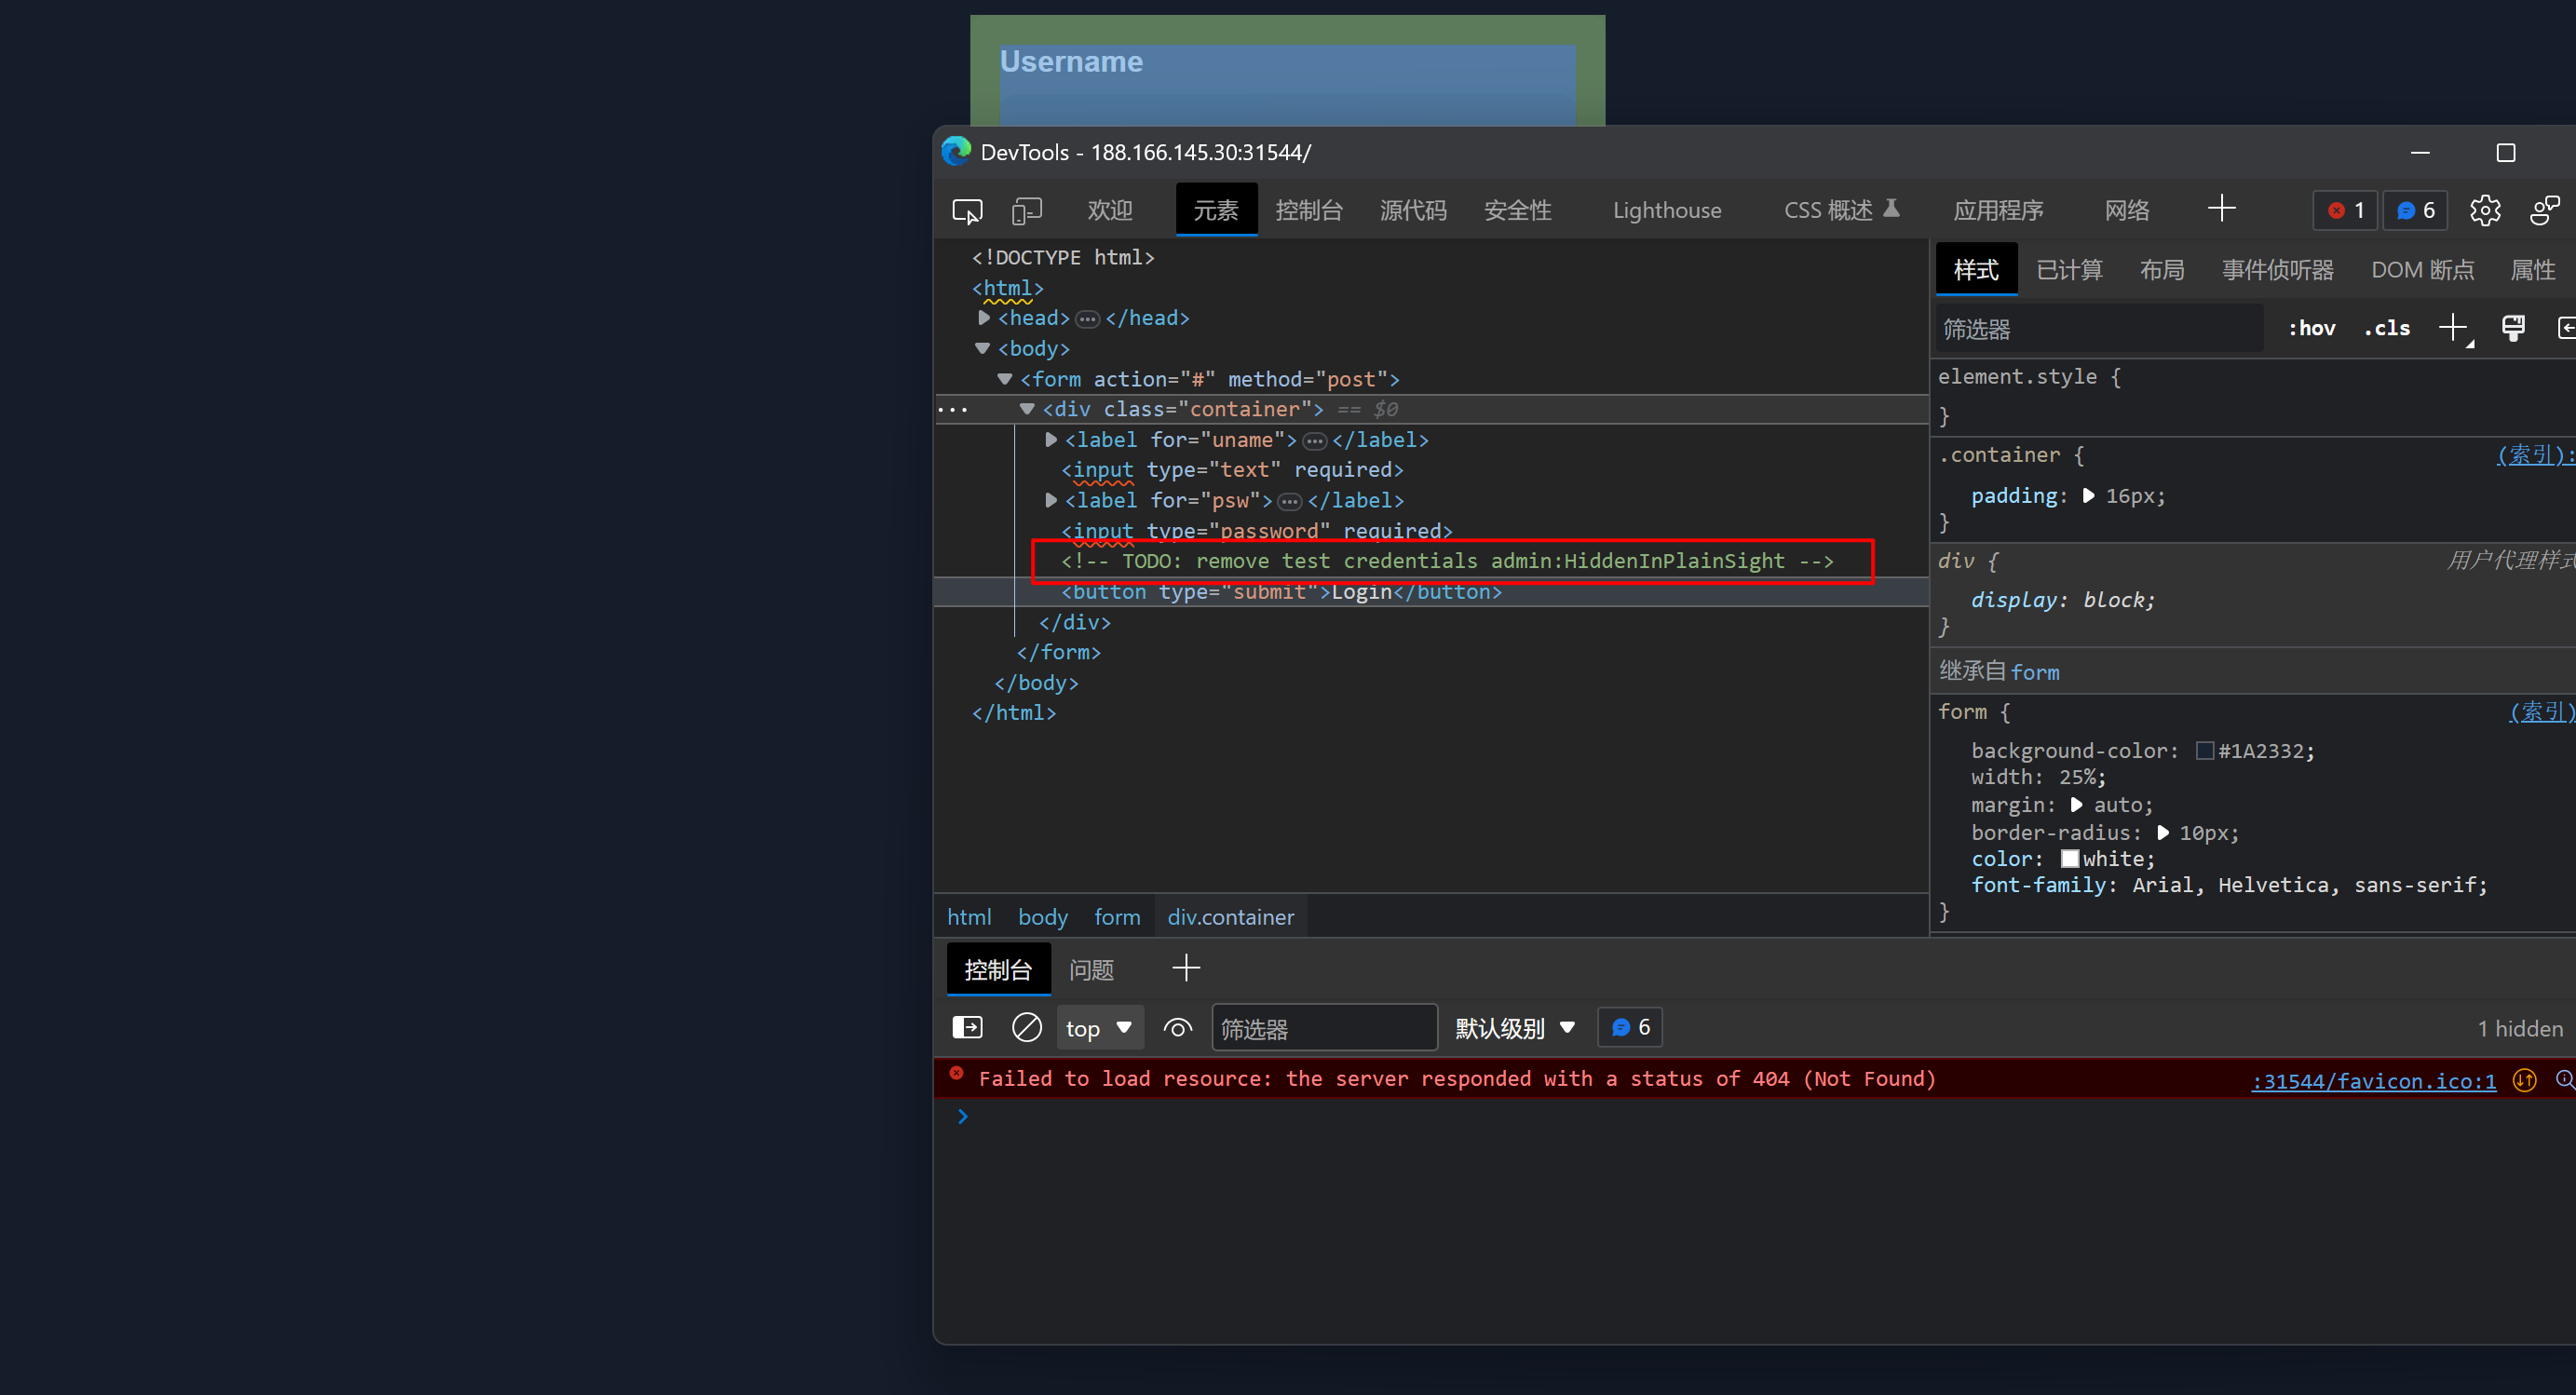 Username
DevTools - 188.166.145.30:31544/
欢迎 元素 控制台 源代码 安全性 Lighthouse CSS 概述 应用程序 网络 1 6
<!DOCTYPE html>
<html>
<head> ··· </head>
<body>
<form action="#" method="post">
··· <div class="container"> == $0
<label for="uname"> ··· </label>
<input type="text" required>
<label for="psw"> ··· </label>
<input type="password" required>
<!-- TODO: remove test credentials admin:HiddenInPlainSight -->
<button type="submit">Login</button>
</div>
</form>
</body>
</html>
html body form div.container
样式 已计算 布局 事件侦听器 DOM 断点 属性
筛选器 :hov .cls
element.style {
}
.container { (索引):
padding: 16px;
}
div { 用户代理样式
display: block;
}
继承自 form
form { (索引)
background-color: #1A2332;
width: 25%;
margin: auto;
border-radius: 10px;
color: white;
font-family: Arial, Helvetica, sans-serif;
}
控制台 问题
top 筛选器 默认级别 6 1 hidden
Failed to load resource: the server responded with a status of 404 (Not Found) :31544/favicon.ico:1